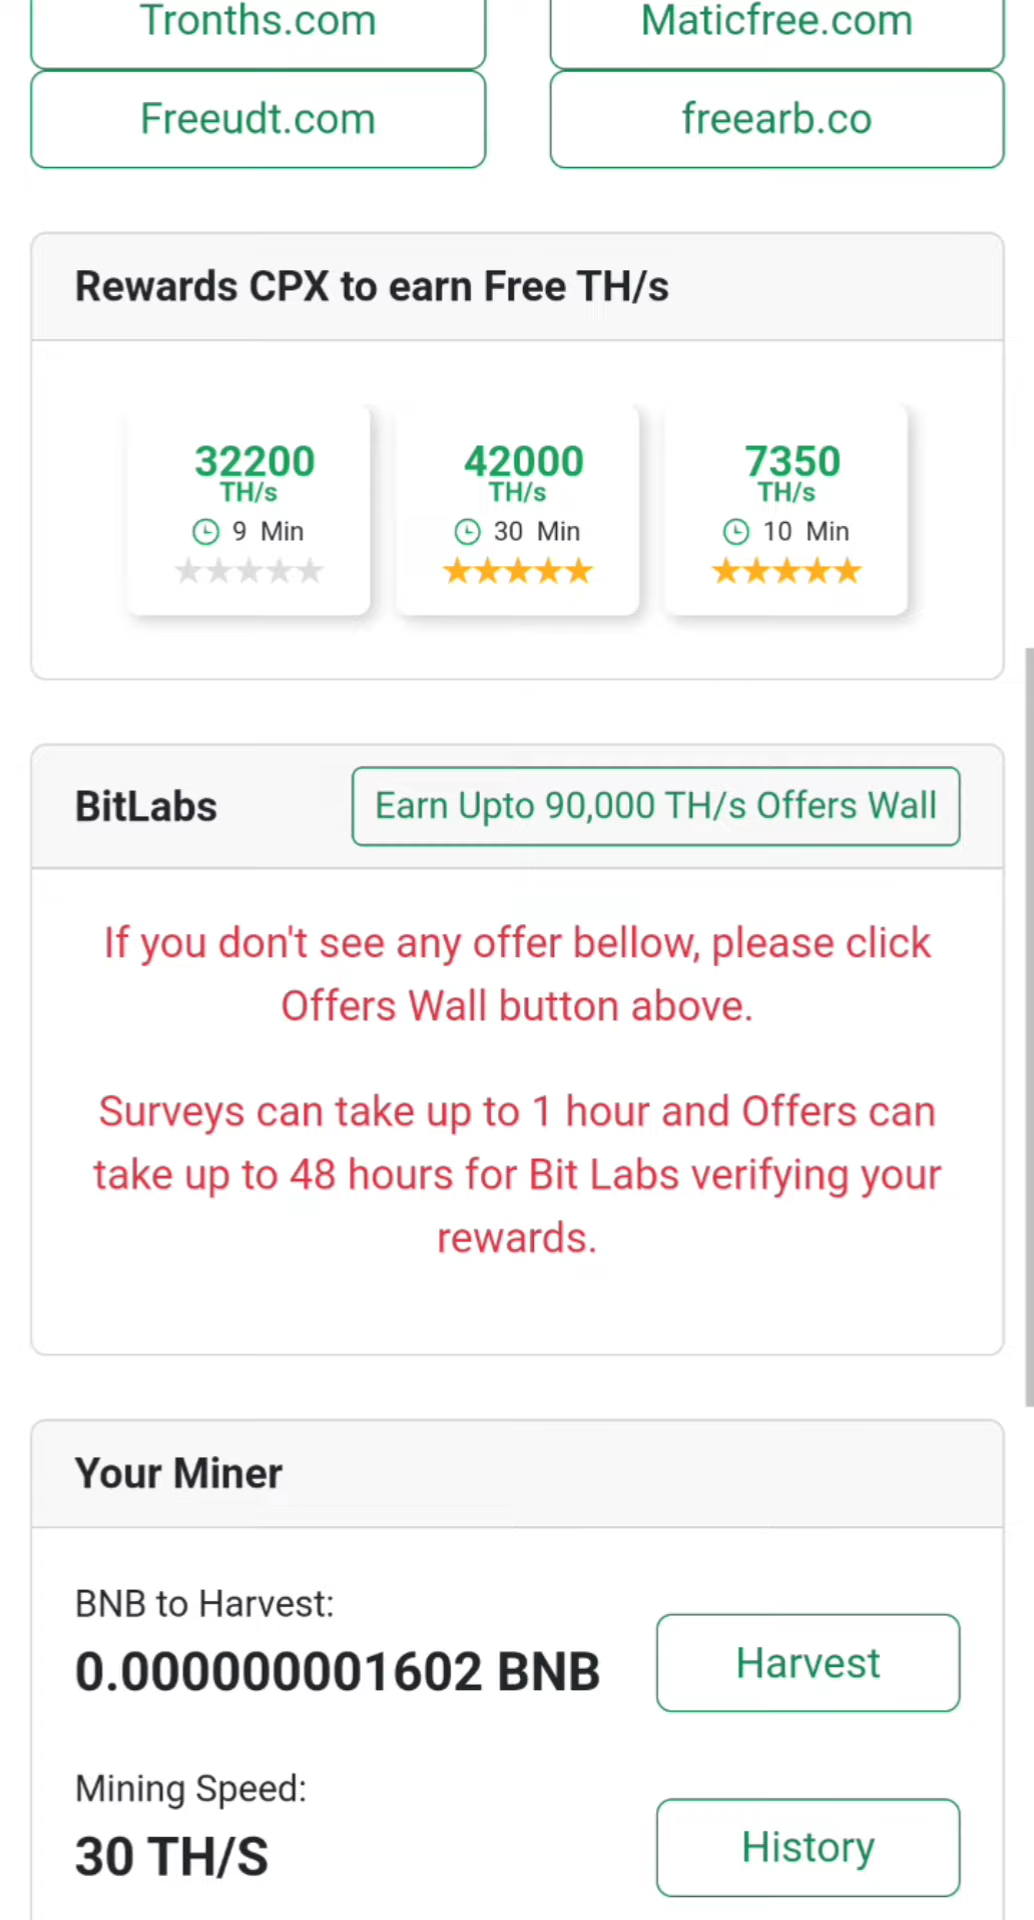 Tronths.com
Maticfree.com
Freeudt.com
freearb.co
Rewards CPX to earn Free TH/s
32200
TH/s
9 Min
42000
TH/s
30 Min
7350
TH/s
10 Min
BitLabs
Earn Upto 90,000 TH/s Offers Wall
If you don't see any offer bellow, please click
Offers Wall button above.
Surveys can take up to 1 hour and Offers can
take up to 48 hours for Bit Labs verifying your
rewards.
Your Miner
BNB to Harvest:
0.000000001602 BNB
Harvest
Mining Speed:
30 TH/S
History